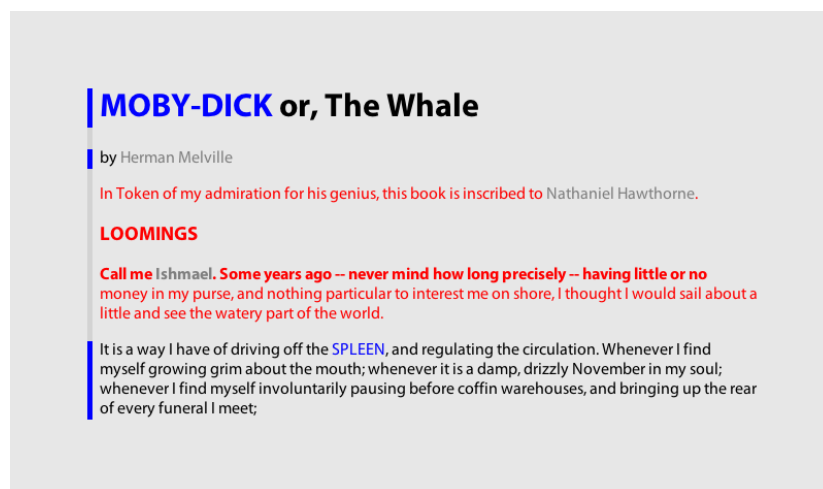 MOBY-DICK or, The Whale
by Herman Melville
In Token of my admiration for his genius, this book is inscribed to Nathaniel Hawthorne.
LOOMINGS
Call me Ishmael. Some years ago -- never mind how long precisely -- having little or no
money in my purse, and nothing particular to interest me on shore, I thought I would sail about a
little and see the watery part of the world.
It is a way I have of driving off the SPLEEN, and regulating the circulation. Whenever I find
myself growing grim about the mouth; whenever it is a damp, drizzly November in my soul;
whenever I find myself involuntarily pausing before coffin warehouses, and bringing up the rear
of every funeral I meet;